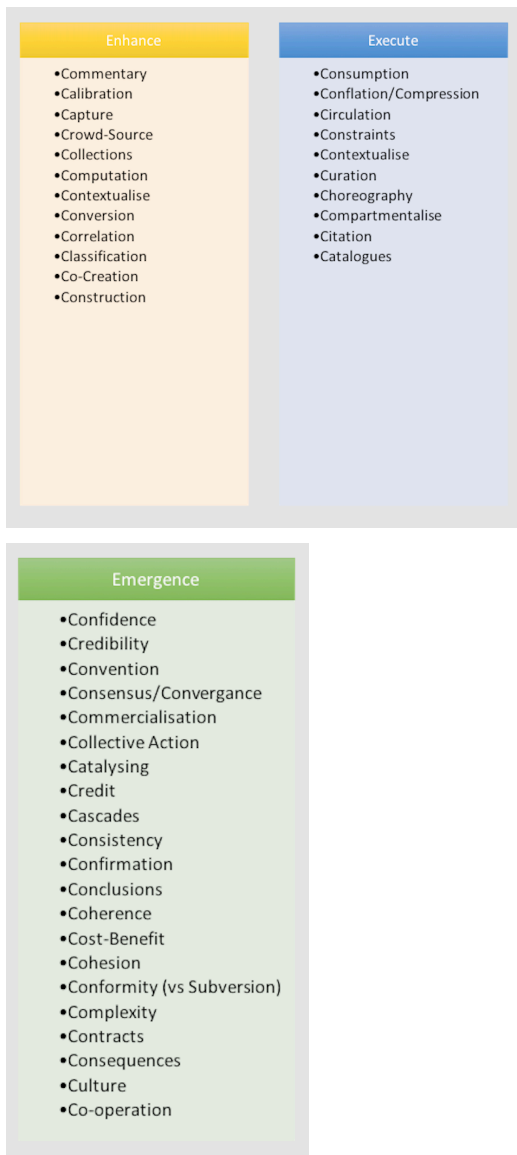 Enhance
•Commentary
•Calibration
•Capture
•Crowd-Source
•Collections
•Computation
•Contextualise
•Conversion
•Correlation
•Classification
•Co-Creation
•Construction
Execute
•Consumption
•Conflation/Compression
•Circulation
•Constraints
•Contextualise
•Curation
•Choreography
•Compartmentalise
•Citation
•Catalogues
Emergence
•Confidence
•Credibility
•Convention
•Consensus/Convergance
•Commercialisation
•Collective Action
•Catalysing
•Credit
•Cascades
•Consistency
•Confirmation
•Conclusions
•Coherence
•Cost-Benefit
•Cohesion
•Conformity (vs Subversion)
•Complexity
•Contracts
•Consequences
•Culture
•Co-operation